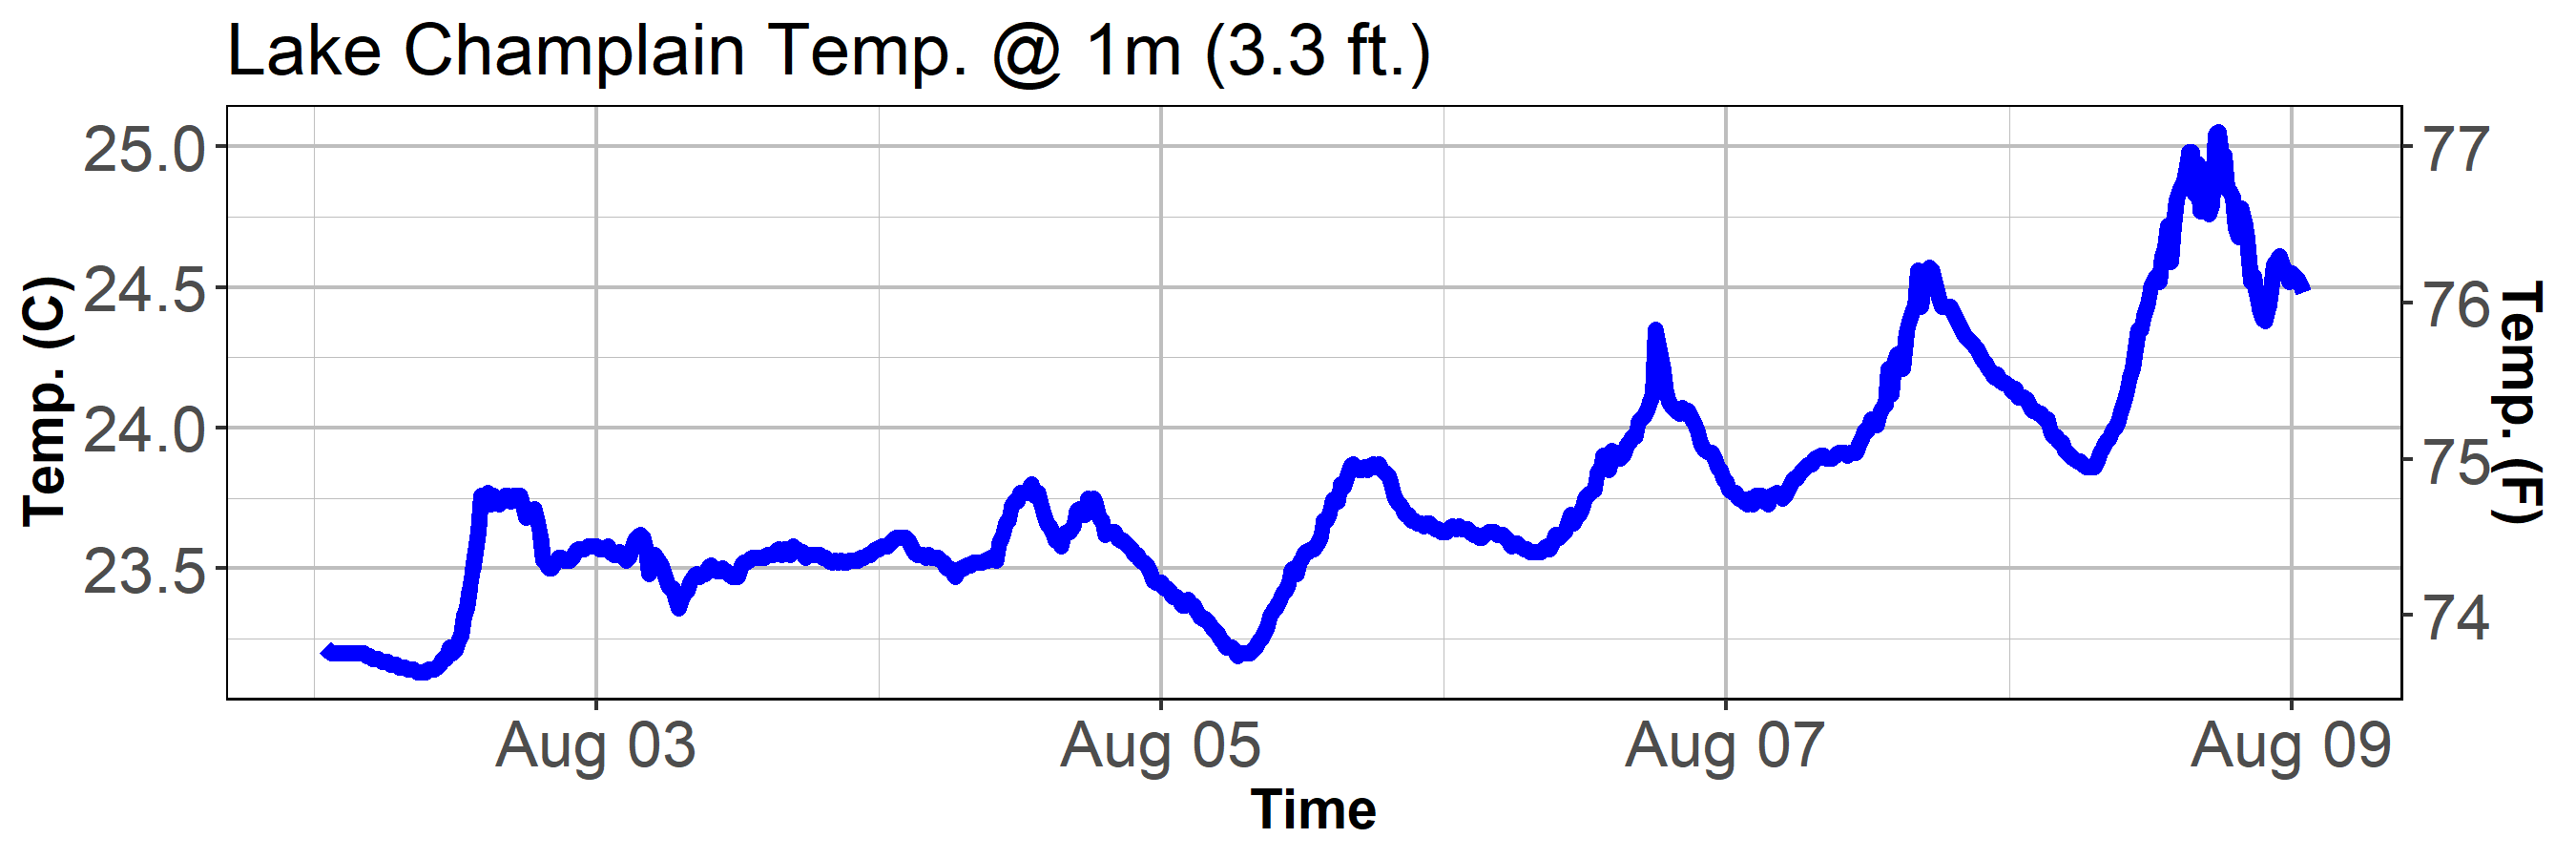 Lake Champlain Temp. @ 1m (3.3 ft.)
Temp. (C)
25.0
24.5
24.0
23.5
77
76
75
74
Temp. (F)
Aug 03
Aug 05
Aug 07
Aug 09
Time